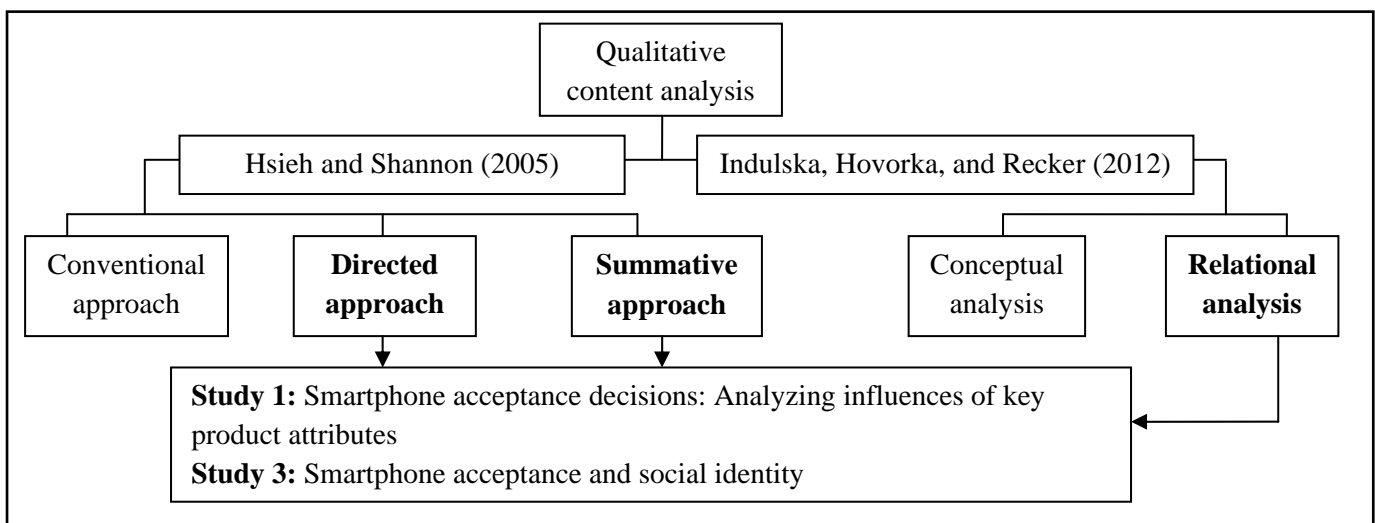 Qualitative
content analysis
Hsieh and Shannon (2005)
Indulska, Hovorka, and Recker (2012)
Conventional
approach
Directed
approach
Summative
approach
Conceptual
analysis
Relational
analysis
Study 1: Smartphone acceptance decisions: Analyzing influences of key
product attributes
Study 3: Smartphone acceptance and social identity